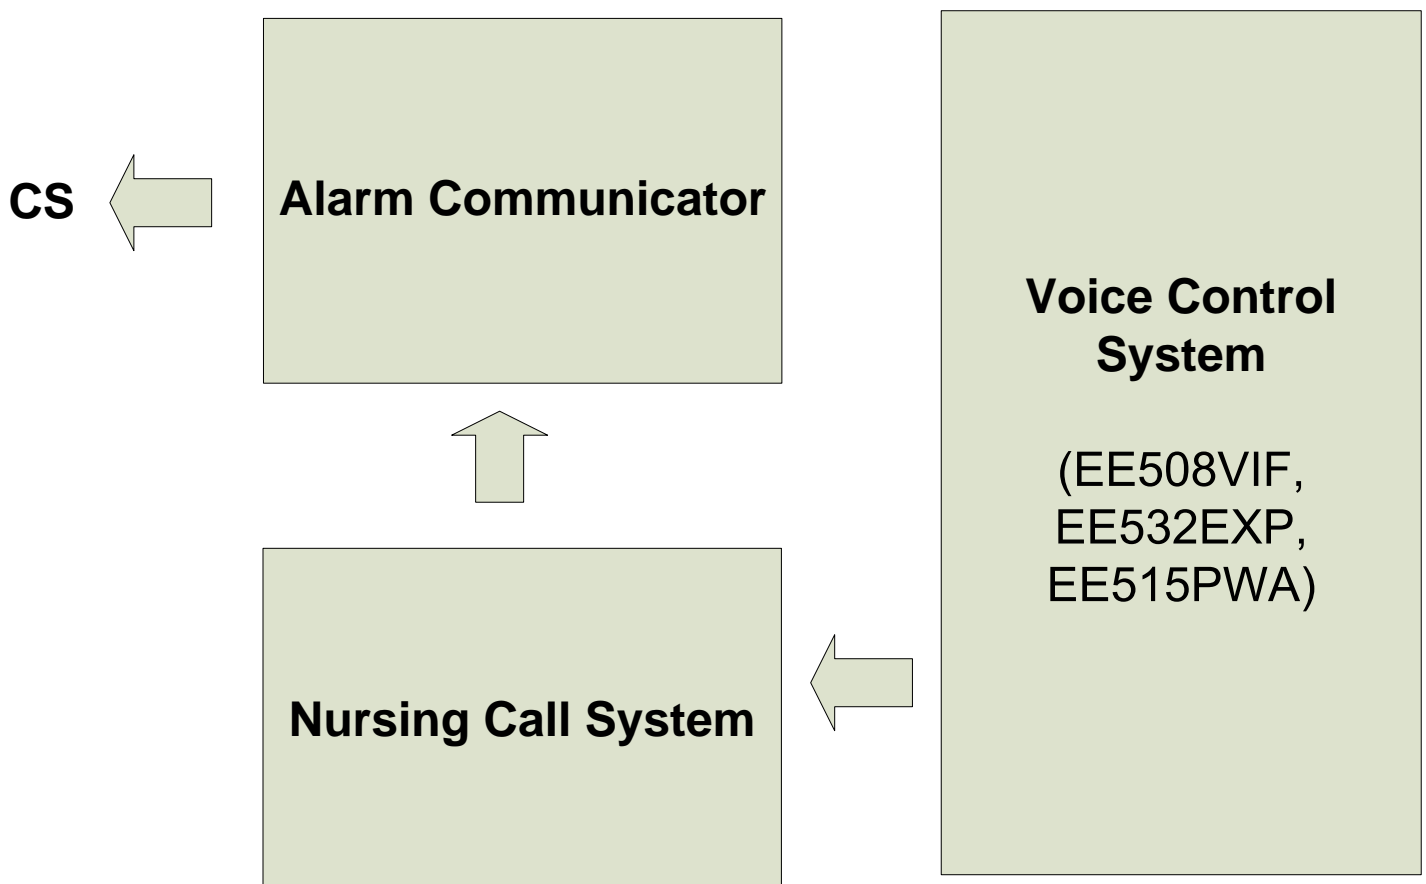 CS
Alarm Communicator
Voice Control
System
(EE508VIF,
EE532EXP,
EE515PWA)
Nursing Call System